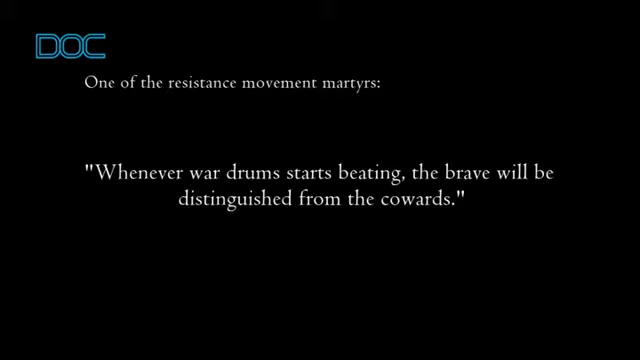 DOC
One of the resistance movement martyrs:
"Whenever war drums starts beating, the brave will be
distinguished from the cowards."